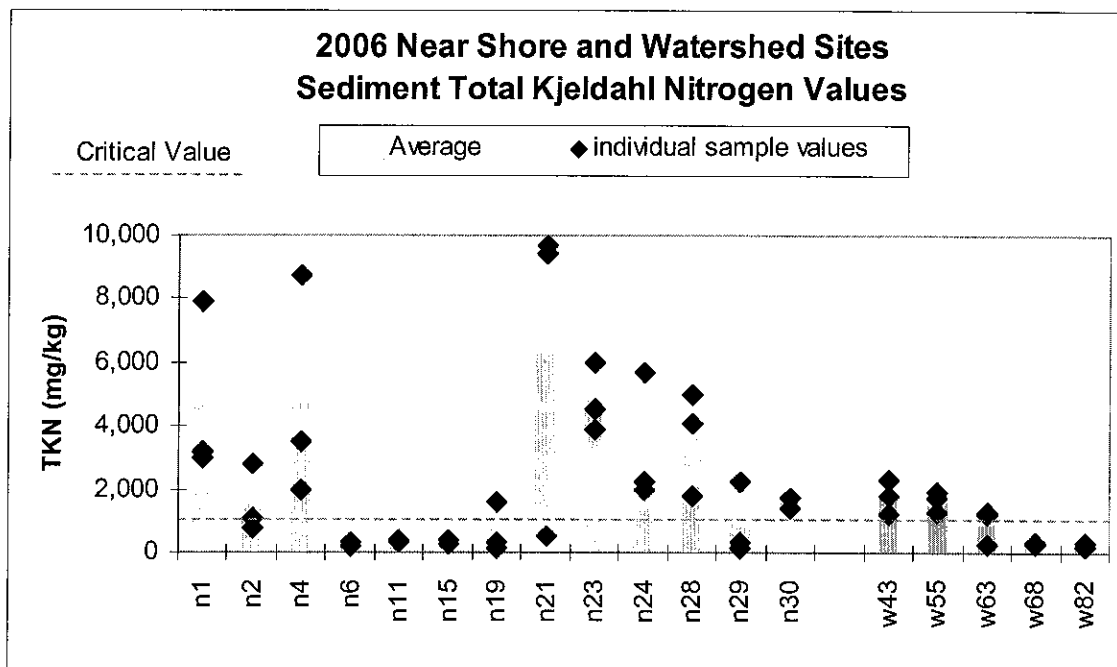 2006 Near Shore and Watershed Sites
Sediment Total Kjeldahl Nitrogen Values
Critical Value
Average
individual sample values
TKN (mg/kg)
10,000
8,000
6,000
4,000
2,000
0
n1
n2
n4
n6
n11
n15
n19
n21
n23
n24
n28
n29
n30
w43
w55
w63
w68
w82